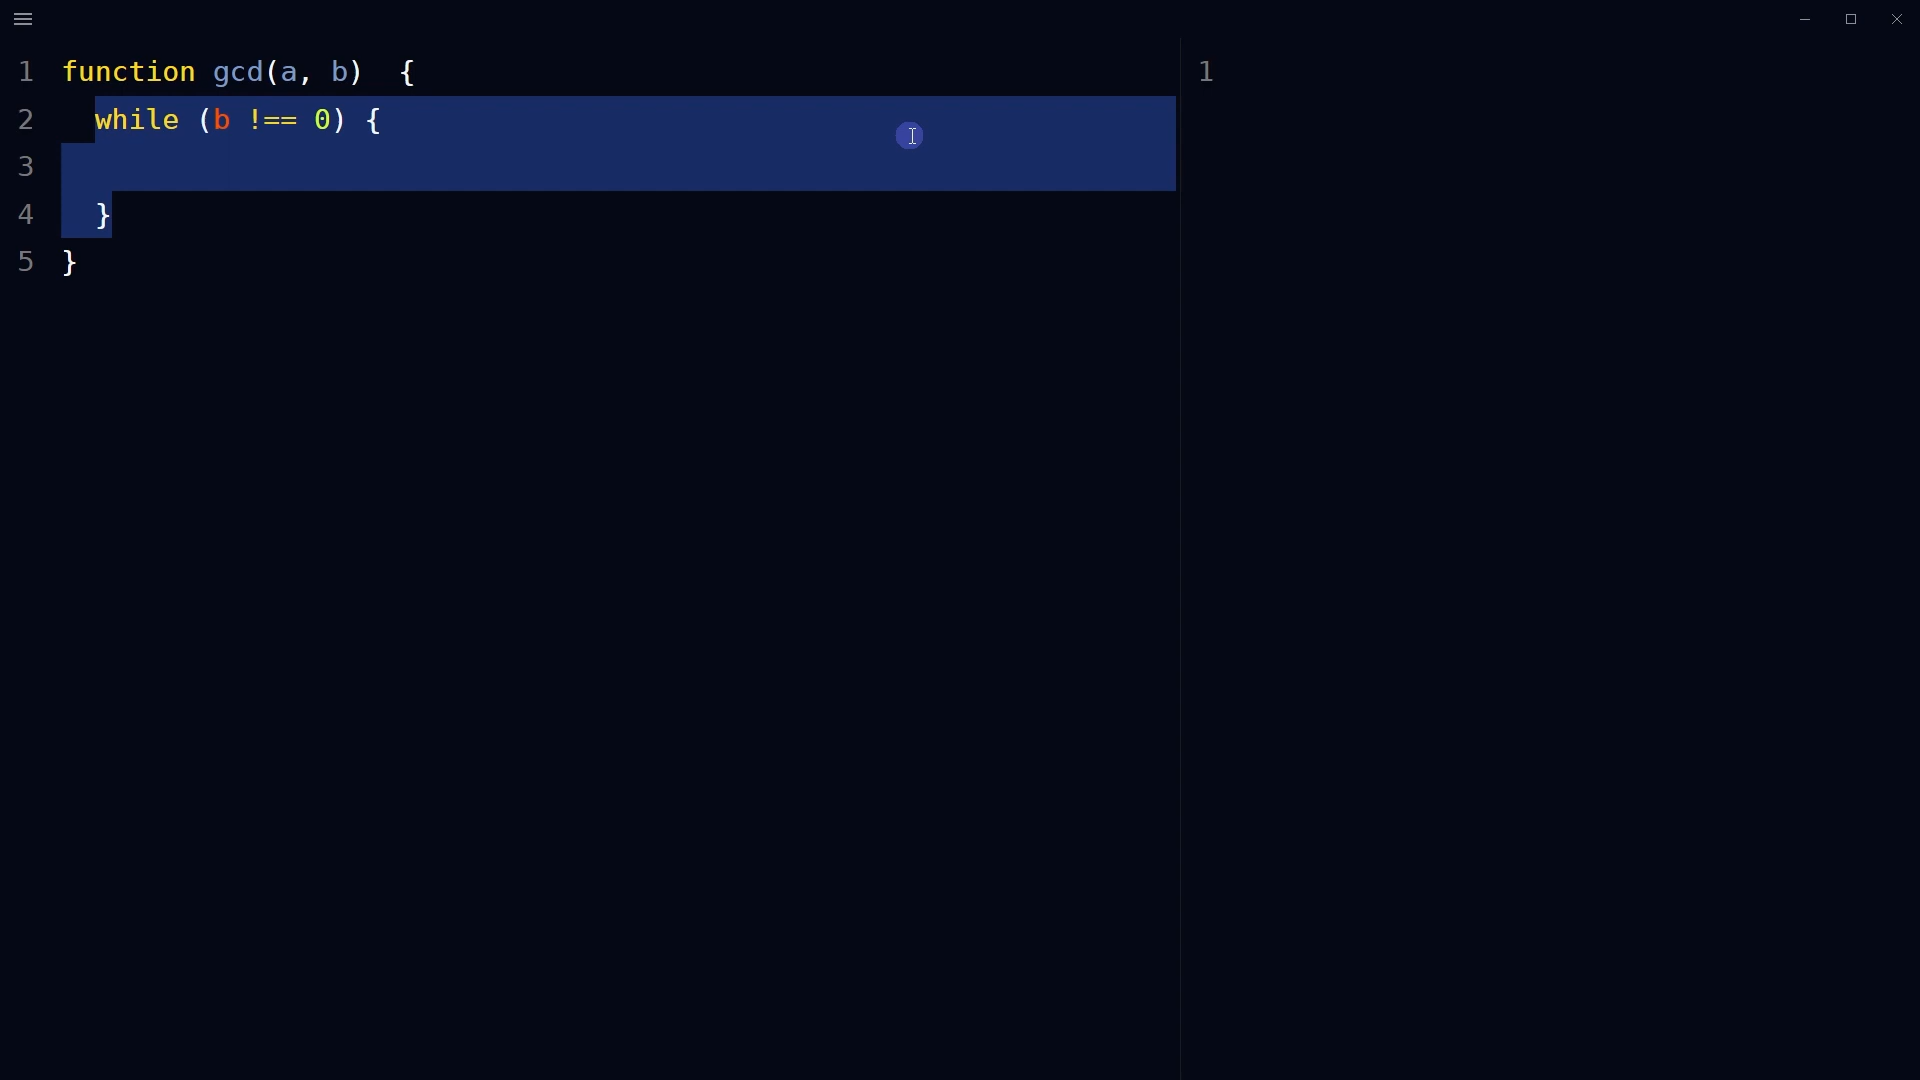 1 function gcd(a, b)  {
2   while (b !== 0) {
3
4   }
5 }
1